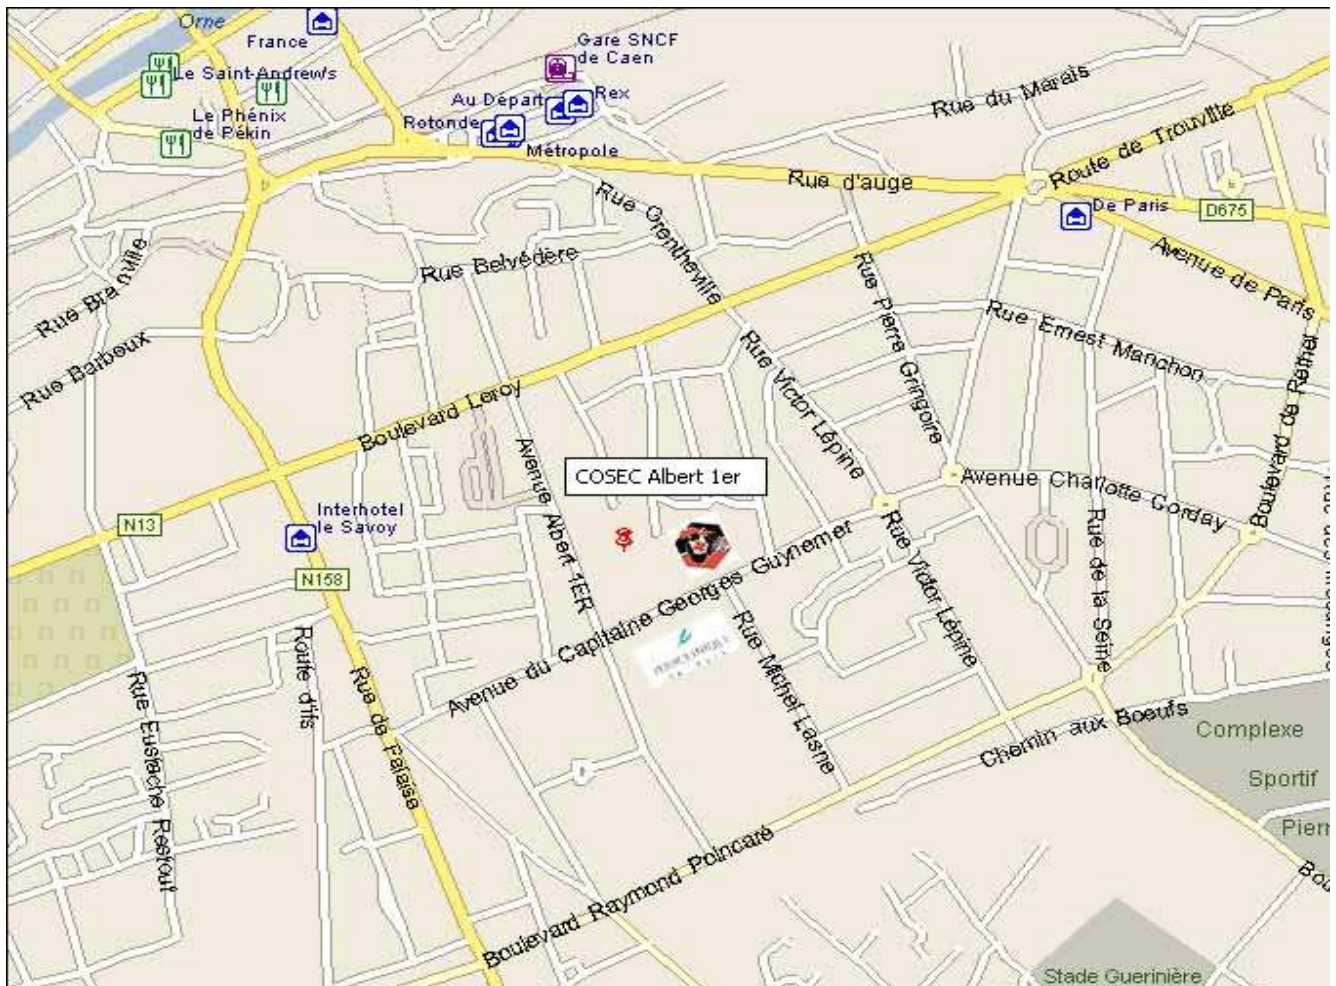 Orne
France
Gare SNCF
de Caen
Le Saint-Andrew's
Au Départ
Rex
Le Phénix
de Pékin
Rotonde
Métropole
Rue du Marais
Route de Trouville
Rue d'auge
De Paris
D675
Avenue de Paris
Rue Grentheville
Rue Belvédère
Rue Branville
Rue Barboux
Rue Pierre Gringoire
Rue Ernest Manchon
Boulevard de Rethel
Rue Victor Lépine
Boulevard Leroy
Avenue Albert 1ER
COSEC Albert 1er
Avenue Charlotte Corday
N13
Interhotel
le Savoy
N158
Avenue du Capitaine Georges Guynemer
Rue Victor Lépine
Rue de la Seine
Rue Michel Lasne
Route d'Ifs
Rue de Falaise
Rue Eustache Restout
Chemin aux Boeufs
Complexe
Sportif
Pierr
Boulevard Raymond Poincaré
Bou
Stade Guerinière